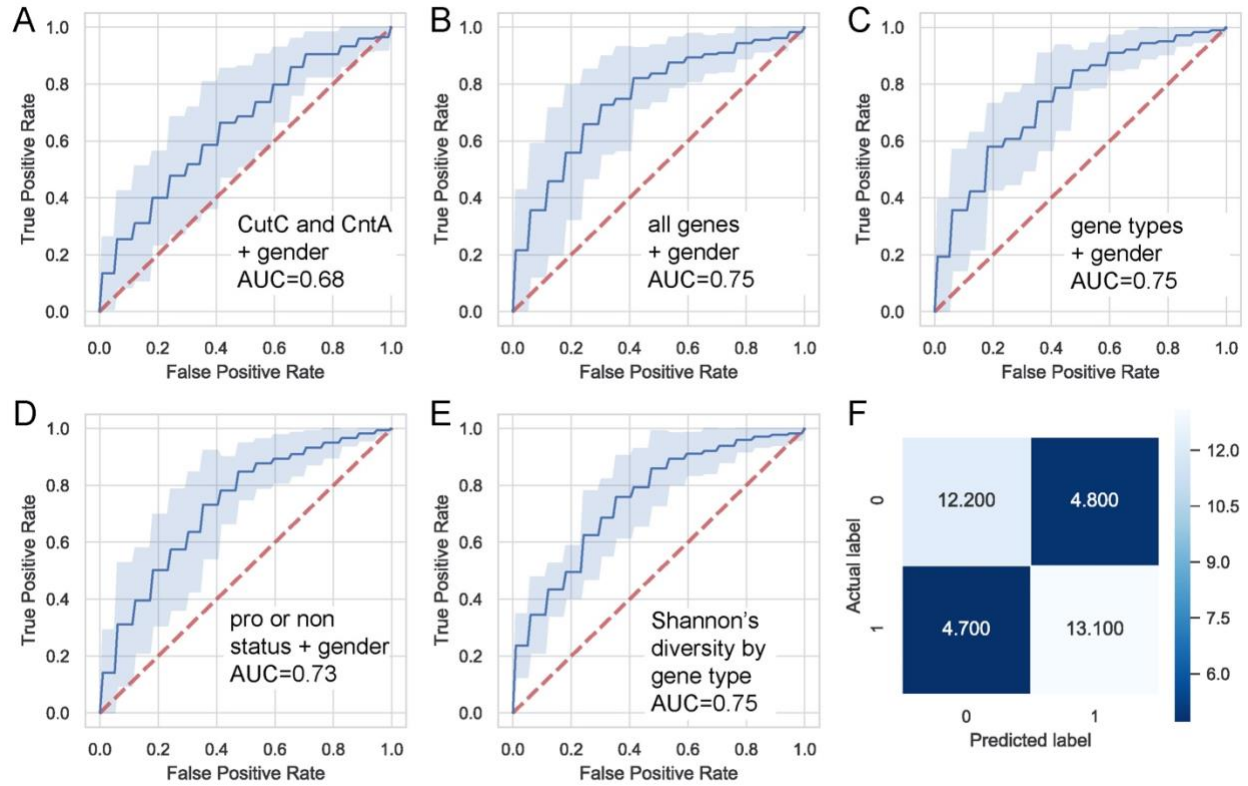 A
1.0
0.8
0.6
0.4
0.2
0.0
True Positive Rate
CutC and CntA
+ gender
AUC=0.68
0.0 0.2 0.4 0.6 0.8 1.0
False Positive Rate
B
1.0
0.8
0.6
0.4
0.2
0.0
True Positive Rate
all genes
+ gender
AUC=0.75
0.0 0.2 0.4 0.6 0.8 1.0
False Positive Rate
C
1.0
0.8
0.6
0.4
0.2
0.0
True Positive Rate
gene types
+ gender
AUC=0.75
0.0 0.2 0.4 0.6 0.8 1.0
False Positive Rate
D
1.0
0.8
0.6
0.4
0.2
0.0
True Positive Rate
pro or non
status + gender
AUC=0.73
0.0 0.2 0.4 0.6 0.8 1.0
False Positive Rate
E
1.0
0.8
0.6
0.4
0.2
0.0
True Positive Rate
Shannon’s
diversity by
gene type
AUC=0.75
0.0 0.2 0.4 0.6 0.8 1.0
False Positive Rate
F
Actual label
0
1
12.200 4.800
4.700 13.100
0 1
Predicted label
12.0
10.5
9.0
7.5
6.0